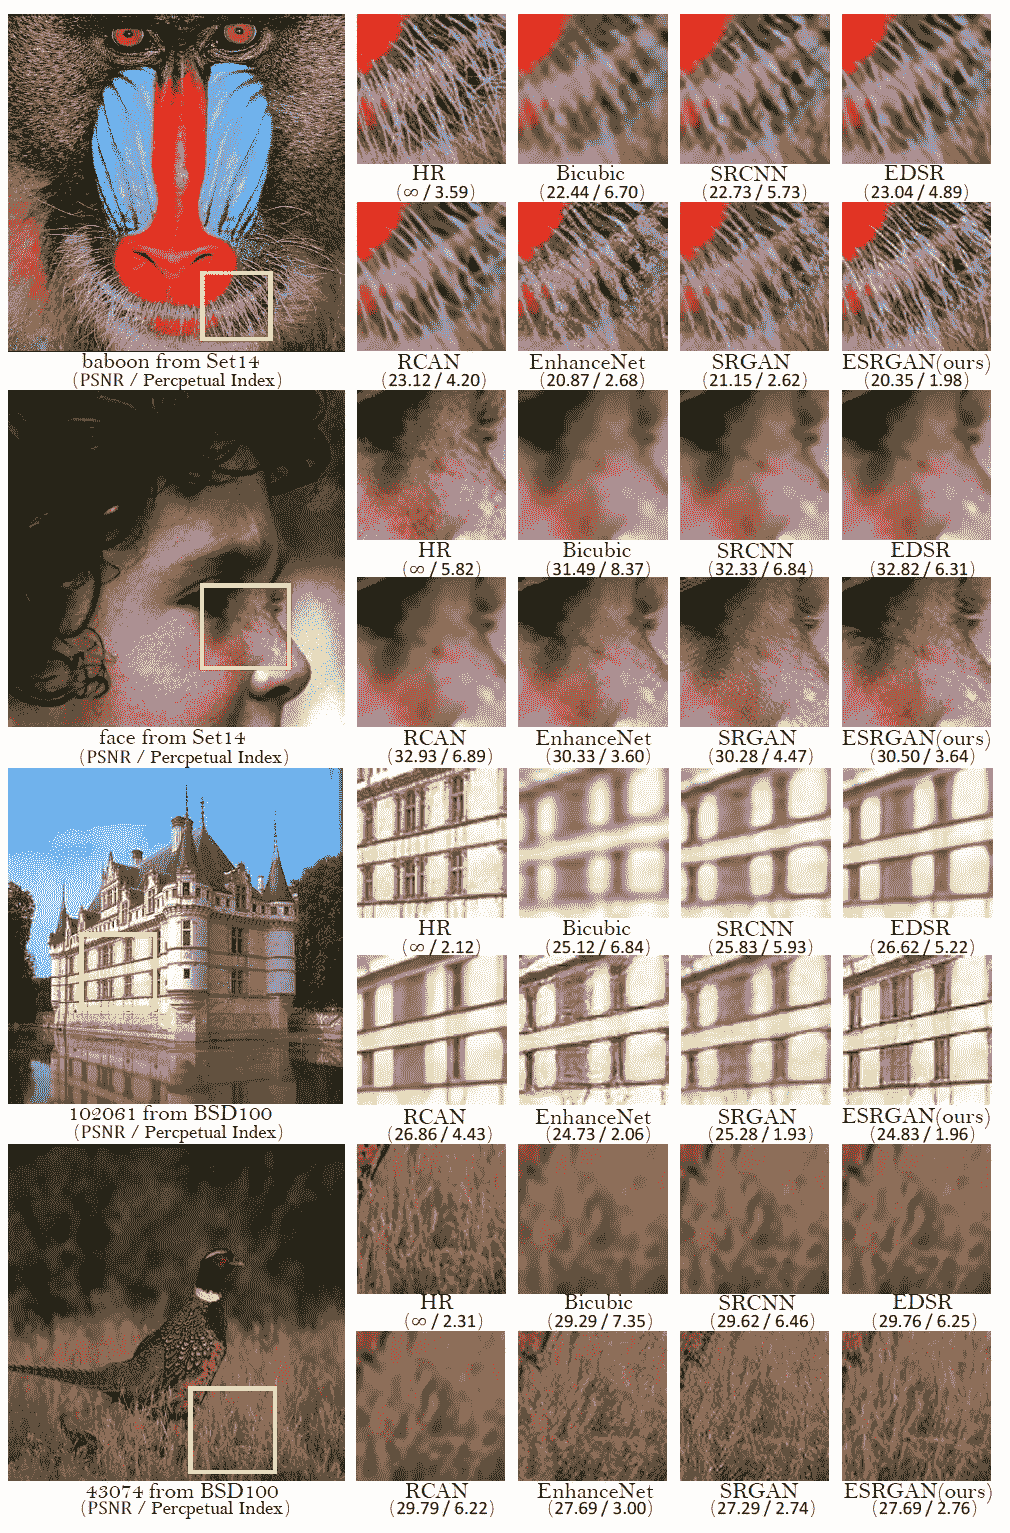 HR Bicubic SRCNN EDSR
(∞ / 3.59) (22.44 / 6.70) (22.73 / 5.73) (23.04 / 4.89)
baboon from Set14
(PSNR / Percpetual Index)
RCAN EnhanceNet SRGAN ESRGAN(ours)
(23.12 / 4.20) (20.87 / 2.68) (21.15 / 2.62) (20.35 / 1.98)
HR Bicubic SRCNN EDSR
(∞ / 5.82) (31.49 / 8.37) (32.33 / 6.84) (32.82 / 6.31)
face from Set14
(PSNR / Percpetual Index)
RCAN EnhanceNet SRGAN ESRGAN(ours)
(32.93 / 6.89) (30.33 / 3.60) (30.28 / 4.47) (30.50 / 3.64)
HR Bicubic SRCNN EDSR
(∞ / 2.12) (25.12 / 6.84) (25.83 / 5.93) (26.62 / 5.22)
102061 from BSD100
(PSNR / Percpetual Index)
RCAN EnhanceNet SRGAN ESRGAN(ours)
(26.86 / 4.43) (24.73 / 2.06) (25.28 / 1.93) (24.83 / 1.96)
HR Bicubic SRCNN EDSR
(∞ / 2.31) (29.29 / 7.35) (29.62 / 6.46) (29.76 / 6.25)
43074 from BSD100
(PSNR / Percpetual Index)
RCAN EnhanceNet SRGAN ESRGAN(ours)
(29.79 / 6.22) (27.69 / 3.00) (27.29 / 2.74) (27.69 / 2.76)